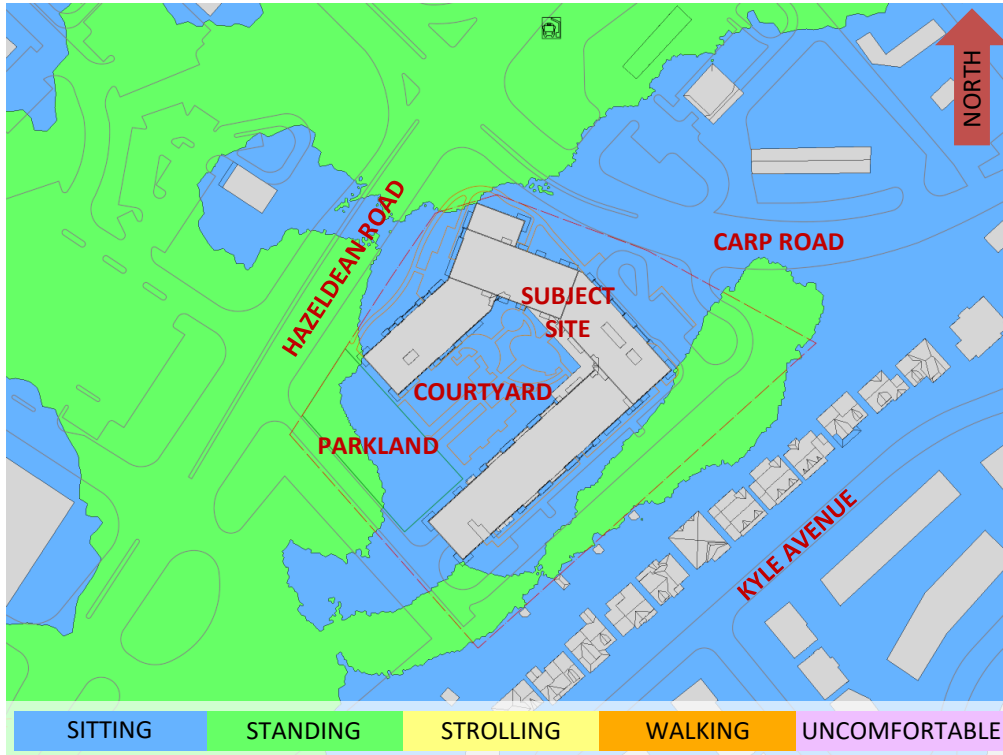 NORTH
HAZELDEAN ROAD
CARP ROAD
SUBJECT
SITE
COURTYARD
PARKLAND
KYLE AVENUE
SITTING
STANDING
STROLLING
WALKING
UNCOMFORTABLE